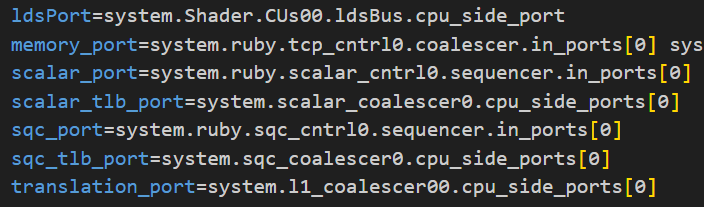 ldsPort=system.Shader.CUs00.ldsBus.cpu_side_port
memory_port=system.ruby.tcp_cntrl0.coalescer.in_ports[0] sys
scalar_port=system.ruby.scalar_cntrl0.sequencer.in_ports[0]
scalar_tlb_port=system.scalar_coalescer0.cpu_side_ports[0]
sqc_port=system.ruby.sqc_cntrl0.sequencer.in_ports[0]
sqc_tlb_port=system.sqc_coalescer0.cpu_side_ports[0]
translation_port=system.l1_coalescer00.cpu_side_ports[0]